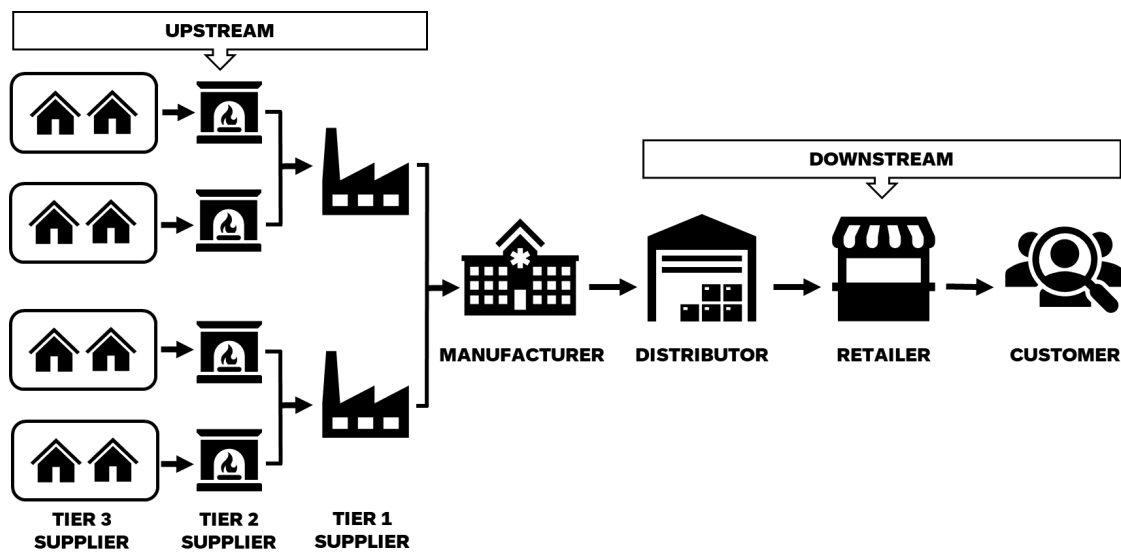 UPSTREAM
DOWNSTREAM
MANUFACTURER
DISTRIBUTOR
RETAILER
CUSTOMER
TIER 3
SUPPLIER
TIER 2
SUPPLIER
TIER 1
SUPPLIER